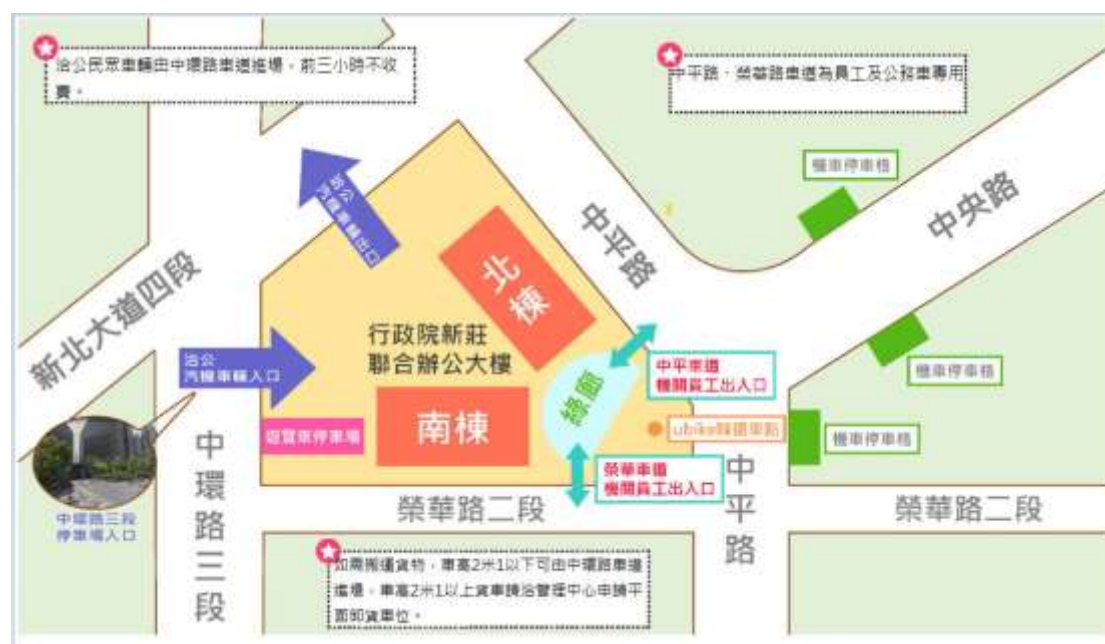 洽公民眾車輛由中環路車道進場，前三小時不收
費。
中平路、榮華路車道為員工及公務車專用
洽公
汽機車輛出口
機車停車格
中央路
中平路
北棟
新北大道四段
行政院新莊
聯合辦公大樓
洽公
汽機車輛入口
中平車道
機關員工出入口
綠廊
機車停車格
南棟
遊覽車停車場
ubike
機車停車格
中環路三段
停車場入口
中環路三段
榮華車道
機關員工出入口
榮華路二段
中平路
榮華路二段
如需搬運貨物，車高2米1以下可由中環路車道
進場，車高2米1以上貨車請洽管理中心申請平
面卸貨車位。